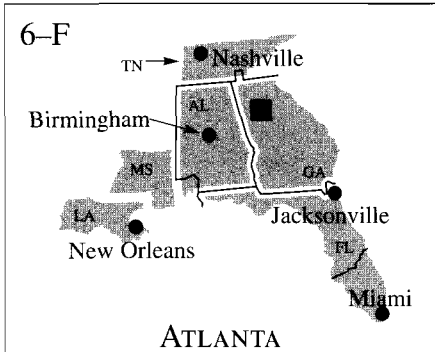 6–F
TN
Nashville
AL
Birmingham
MS
GA
LA
Jacksonville
New Orleans
FL
Miami
ATLANTA